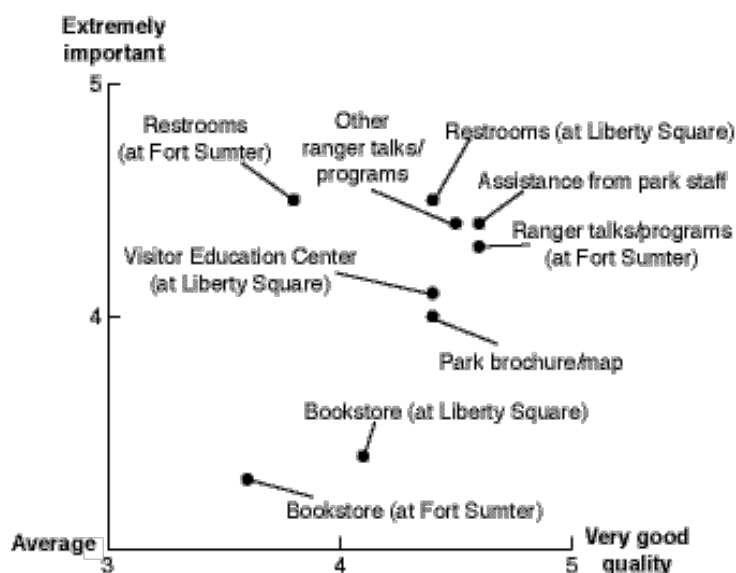 Extremely
important
5
Restrooms
(at Fort Sumter)
Other
ranger talks/
programs
Restrooms (at Liberty Square)
Assistance from park staff
Ranger talks/programs
(at Fort Sumter)
Visitor Education Center
(at Liberty Square)
4
Park brochure/map
Bookstore (at Liberty Square)
Bookstore (at Fort Sumter)
Average
3
4
5
Very good
quality